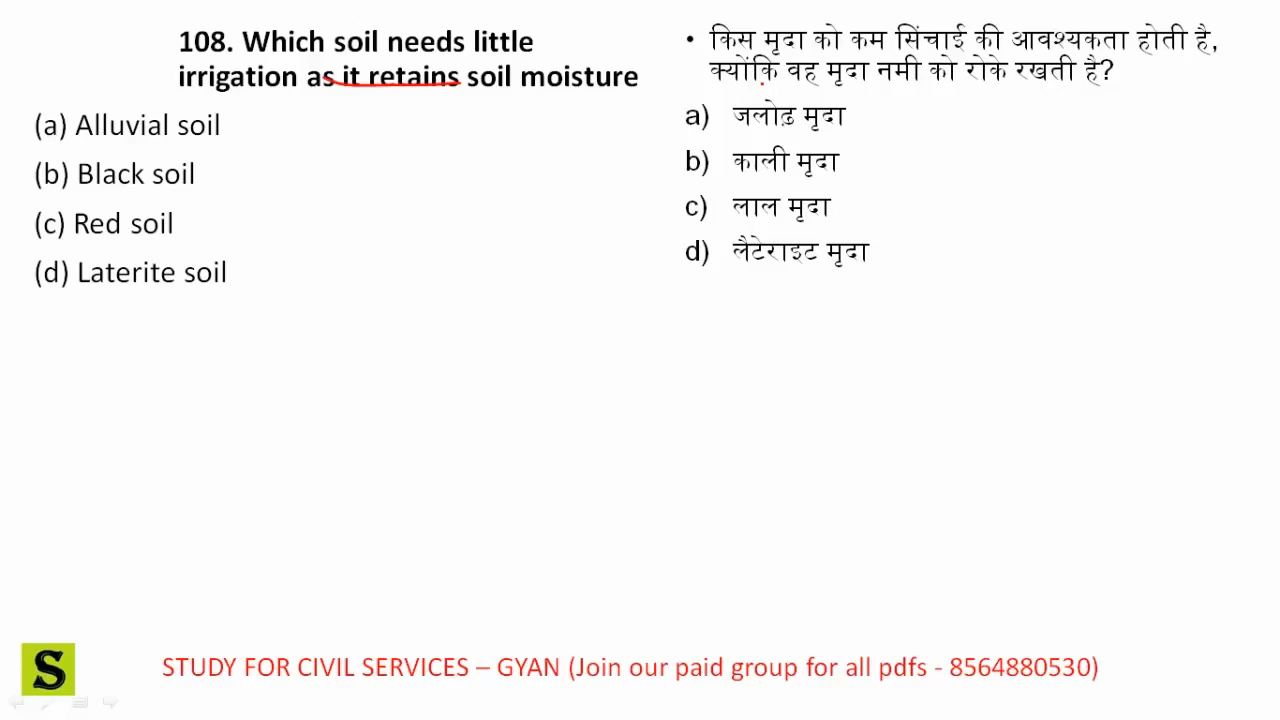 108. Which soil needs little
irrigation as it retains soil moisture
(a) Alluvial soil
(b) Black soil
(c) Red soil
(d) Laterite soil
• किस मृदा को कम सिंचाई की आवश्यकता होती है,
क्योंकि वह मृदा नमी को रोके रखती है?
a) जलोढ़ मृदा
b) काली मृदा
c) लाल मृदा
d) लैटेराइट मृदा
S
STUDY FOR CIVIL SERVICES – GYAN (Join our paid group for all pdfs - 8564880530)